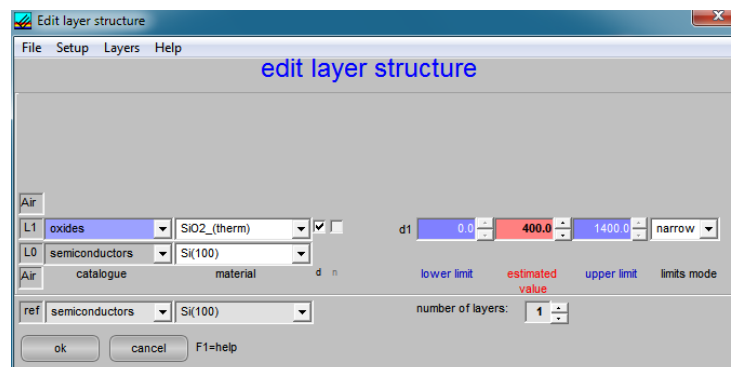 Edit layer structure
X
File Setup Layers Help
edit layer structure
Air
L1 oxides SiO2_(therm) d1 0.0 400.0 1400.0 narrow
L0 semiconductors Si(100)
Air catalogue material d n lower limit estimated value upper limit limits mode
ref semiconductors Si(100) number of layers: 1
ok cancel F1=help